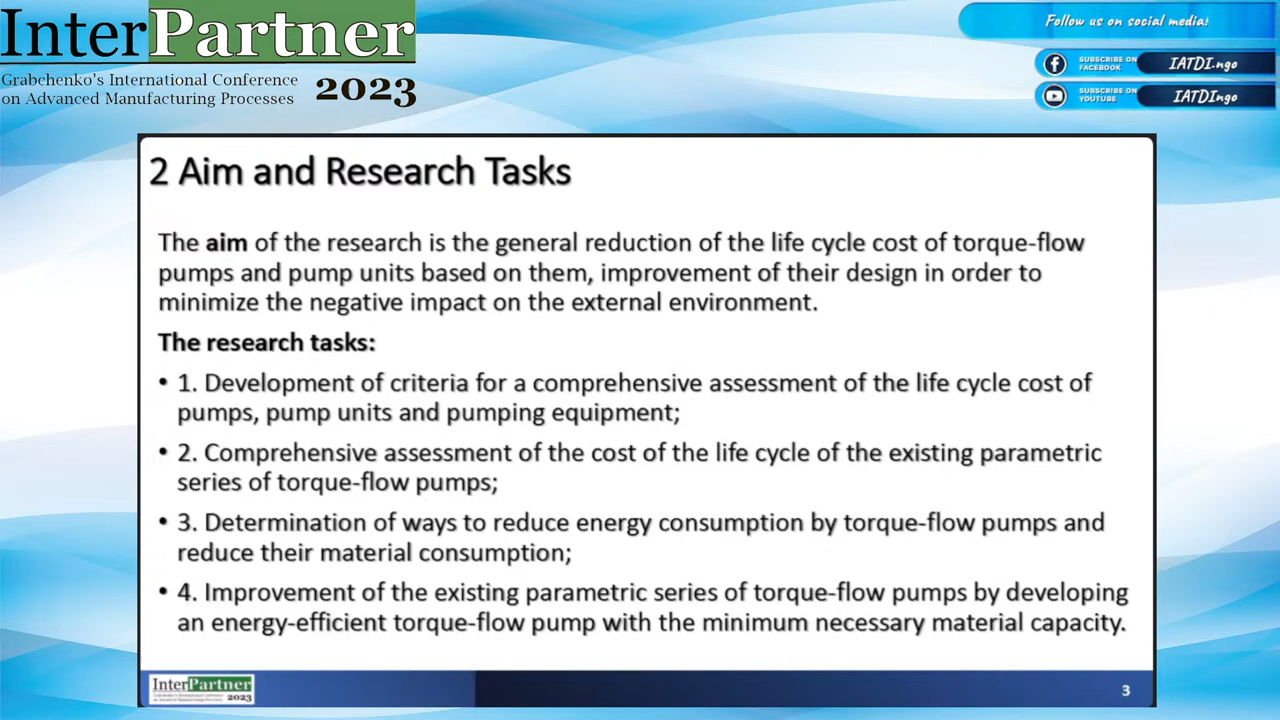 InterPartner
Grabchenko's International Conference
on Advanced Manufacturing Processes
2023
Follow us on social media!
SUBSCRIBE ON
FACEBOOK
IATDI.ngo
SUBSCRIBE ON
YOUTUBE
IATDIngo
2 Aim and Research Tasks
The aim of the research is the general reduction of the life cycle cost of torque-flow
pumps and pump units based on them, improvement of their design in order to
minimize the negative impact on the external environment.
The research tasks:
• 1. Development of criteria for a comprehensive assessment of the life cycle cost of
pumps, pump units and pumping equipment;
• 2. Comprehensive assessment of the cost of the life cycle of the existing parametric
series of torque-flow pumps;
• 3. Determination of ways to reduce energy consumption by torque-flow pumps and
reduce their material consumption;
• 4. Improvement of the existing parametric series of torque-flow pumps by developing
an energy-efficient torque-flow pump with the minimum necessary material capacity.
InterPartner
2023
3